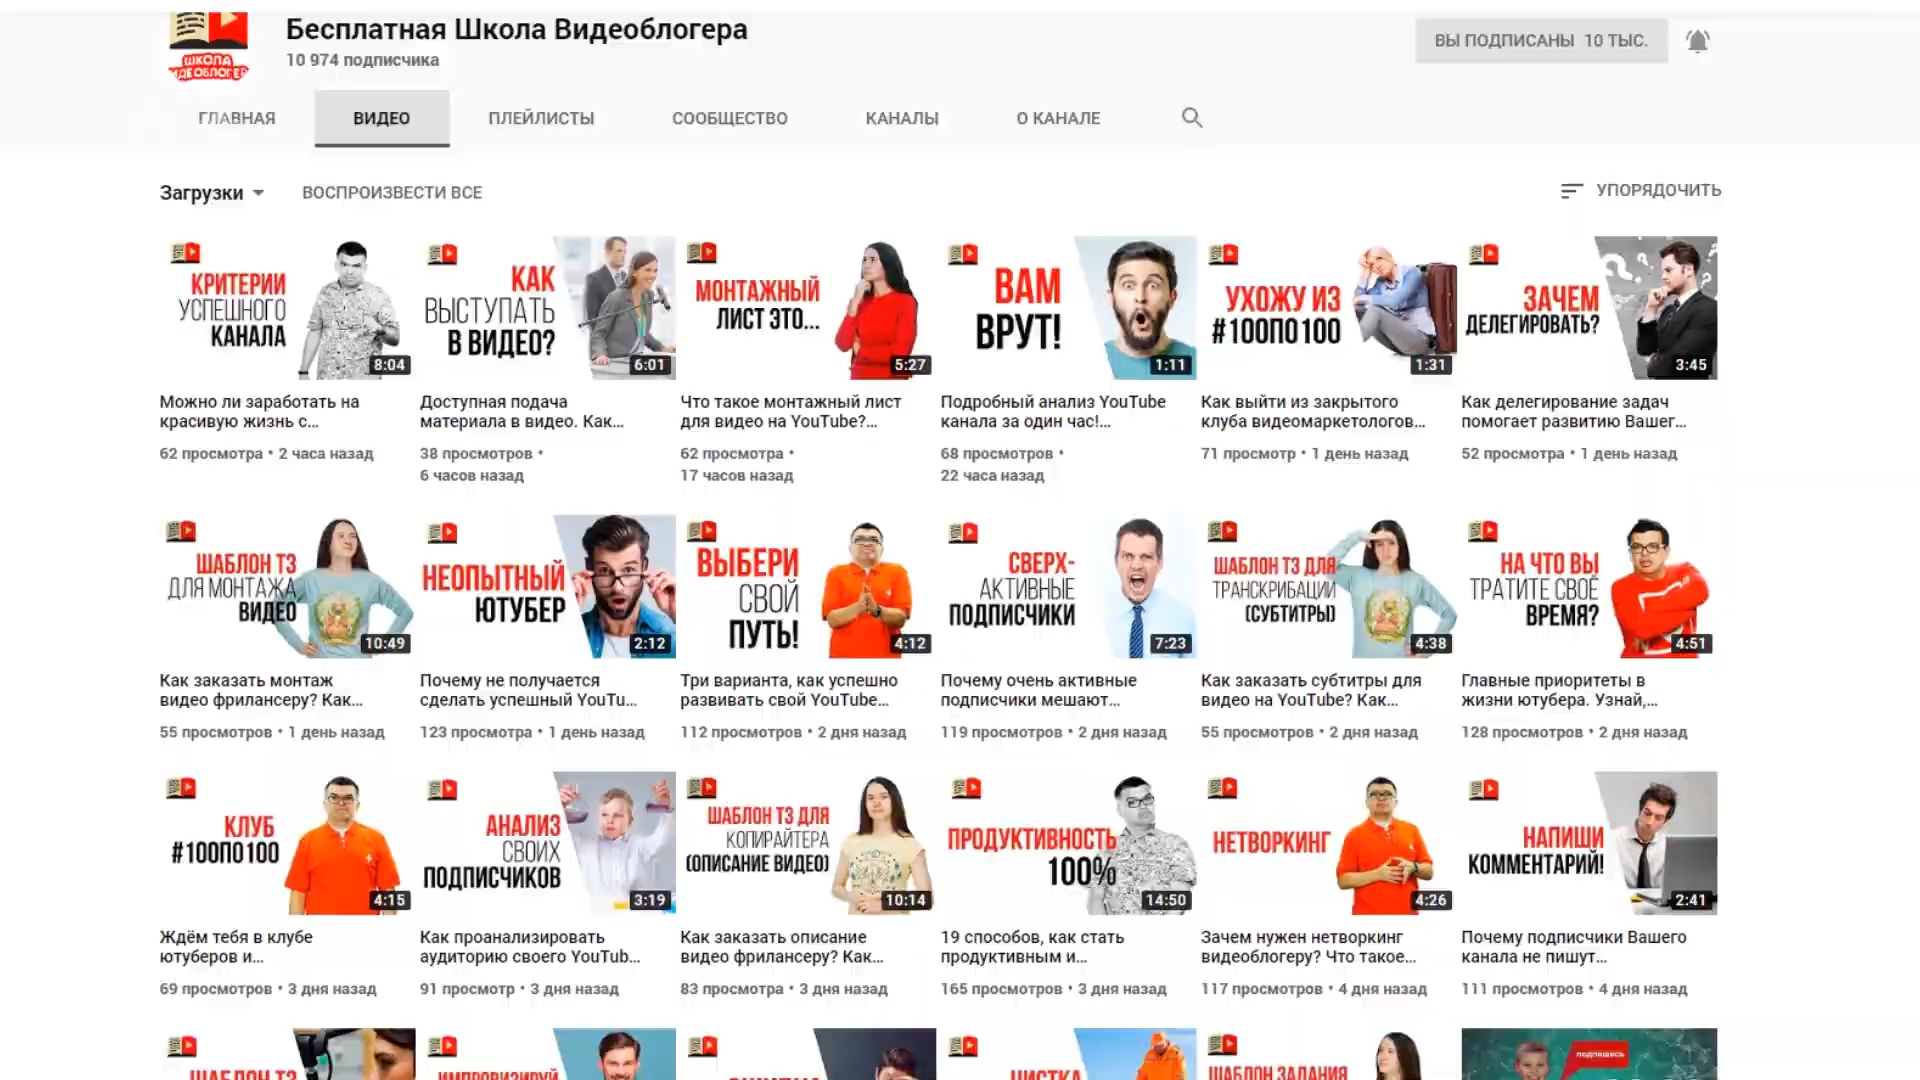 Бесплатная Школа Видеоблогера
10 974 подписчика
ВЫ ПОДПИСАНЫ 10 ТЫС.
ШКОЛА
ГЛАВНАЯ ВИДЕО ПЛЕЙЛИСТЫ СООБЩЕСТВО КАНАЛЫ О КАНАЛЕ
Загрузки ВОСПРОИЗВЕСТИ ВСЕ УПОРЯДОЧИТЬ
КРИТЕРИИ
УСПЕШНОГО
КАНАЛА
8:04
Можно ли заработать на
красивую жизнь с...
62 просмотра • 2 часа назад
КАК
ВЫСТУПАТЬ
В ВИДЕО?
6:01
Доступная подача
материала в видео. Как...
38 просмотров •
6 часов назад
МОНТАЖНЫЙ
ЛИСТ ЭТО...
5:27
Что такое монтажный лист
для видео на YouTube?...
62 просмотра •
17 часов назад
ВАМ
ВРУТ!
1:11
Подробный анализ YouTube
канала за один час!...
68 просмотров •
22 часа назад
УХОЖУ ИЗ
#100ПО100
1:31
Как выйти из закрытого
клуба видеомаркетологов...
71 просмотр • 1 день назад
ЗАЧЕМ
ДЕЛЕГИРОВАТЬ?
3:45
Как делегирование задач
помогает развитию Вашег...
52 просмотра • 1 день назад
ШАБЛОН ТЗ
ДЛЯ МОНТАЖА
ВИДЕО
10:49
Как заказать монтаж
видео фрилансеру? Как...
55 просмотров • 1 день назад
НЕОПЫТНЫЙ
ЮТУБЕР
2:12
Почему не получается
сделать успешный YouTu...
123 просмотра • 1 день назад
ВЫБЕРИ
СВОЙ
ПУТЬ!
4:12
Три варианта, как успешно
развивать свой YouTube...
112 просмотров • 2 дня назад
СВЕРХ-
АКТИВНЫЕ
ПОДПИСЧИКИ
7:23
Почему очень активные
подписчики мешают...
119 просмотров • 2 дня назад
ШАБЛОН ТЗ ДЛЯ
ТРАНСКРИБАЦИИ
(СУБТИТРЫ)
4:38
Как заказать субтитры для
видео на YouTube? Как...
55 просмотров • 2 дня назад
НА ЧТО ВЫ
ТРАТИТЕ СВОЁ
ВРЕМЯ?
4:51
Главные приоритеты в
жизни ютубера. Узнай,...
128 просмотров • 2 дня назад
КЛУБ
#100ПО100
4:15
Ждём тебя в клубе
ютуберов и...
69 просмотров • 3 дня назад
АНАЛИЗ
СВОИХ
ПОДПИСЧИКОВ
3:19
Как проанализировать
аудиторию своего YouTub...
91 просмотр • 3 дня назад
ШАБЛОН ТЗ ДЛЯ
КОПИРАЙТЕРА
(ОПИСАНИЕ ВИДЕО)
10:14
Как заказать описание
видео фрилансеру? Как...
83 просмотра • 3 дня назад
ПРОДУКТИВНОСТЬ
100%
14:50
19 способов, как стать
продуктивным и...
165 просмотров • 3 дня назад
НЕТВОРКИНГ
4:26
Зачем нужен нетворкинг
видеоблогеру? Что такое...
117 просмотров • 4 дня назад
НАПИШИ
КОММЕНТАРИЙ!
2:41
Почему подписчики Вашего
канала не пишут...
111 просмотров • 4 дня назад
ШАБЛОН ТЗ
ИМПРОВИЗИРУЙ
ЧИСТКА
ШАБЛОН ЗАДАНИЯ
ПОДПИШИСЬ